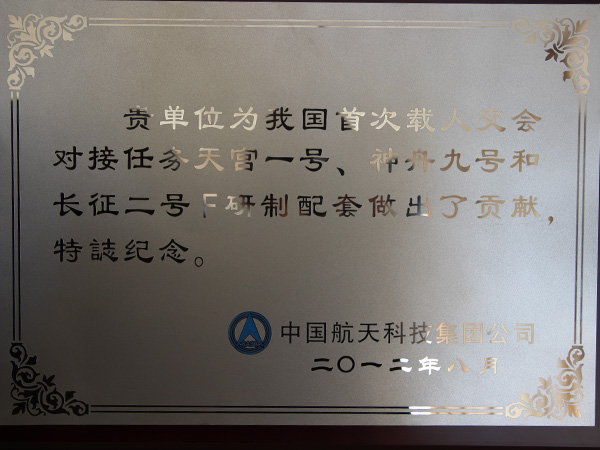 贵单位为我国首次载人交会
对接任务天宫一号、神舟九号和
长征二号F研制配套做出了贡献，
特誌纪念。
中国航天科技集团公司
二〇一二年八月